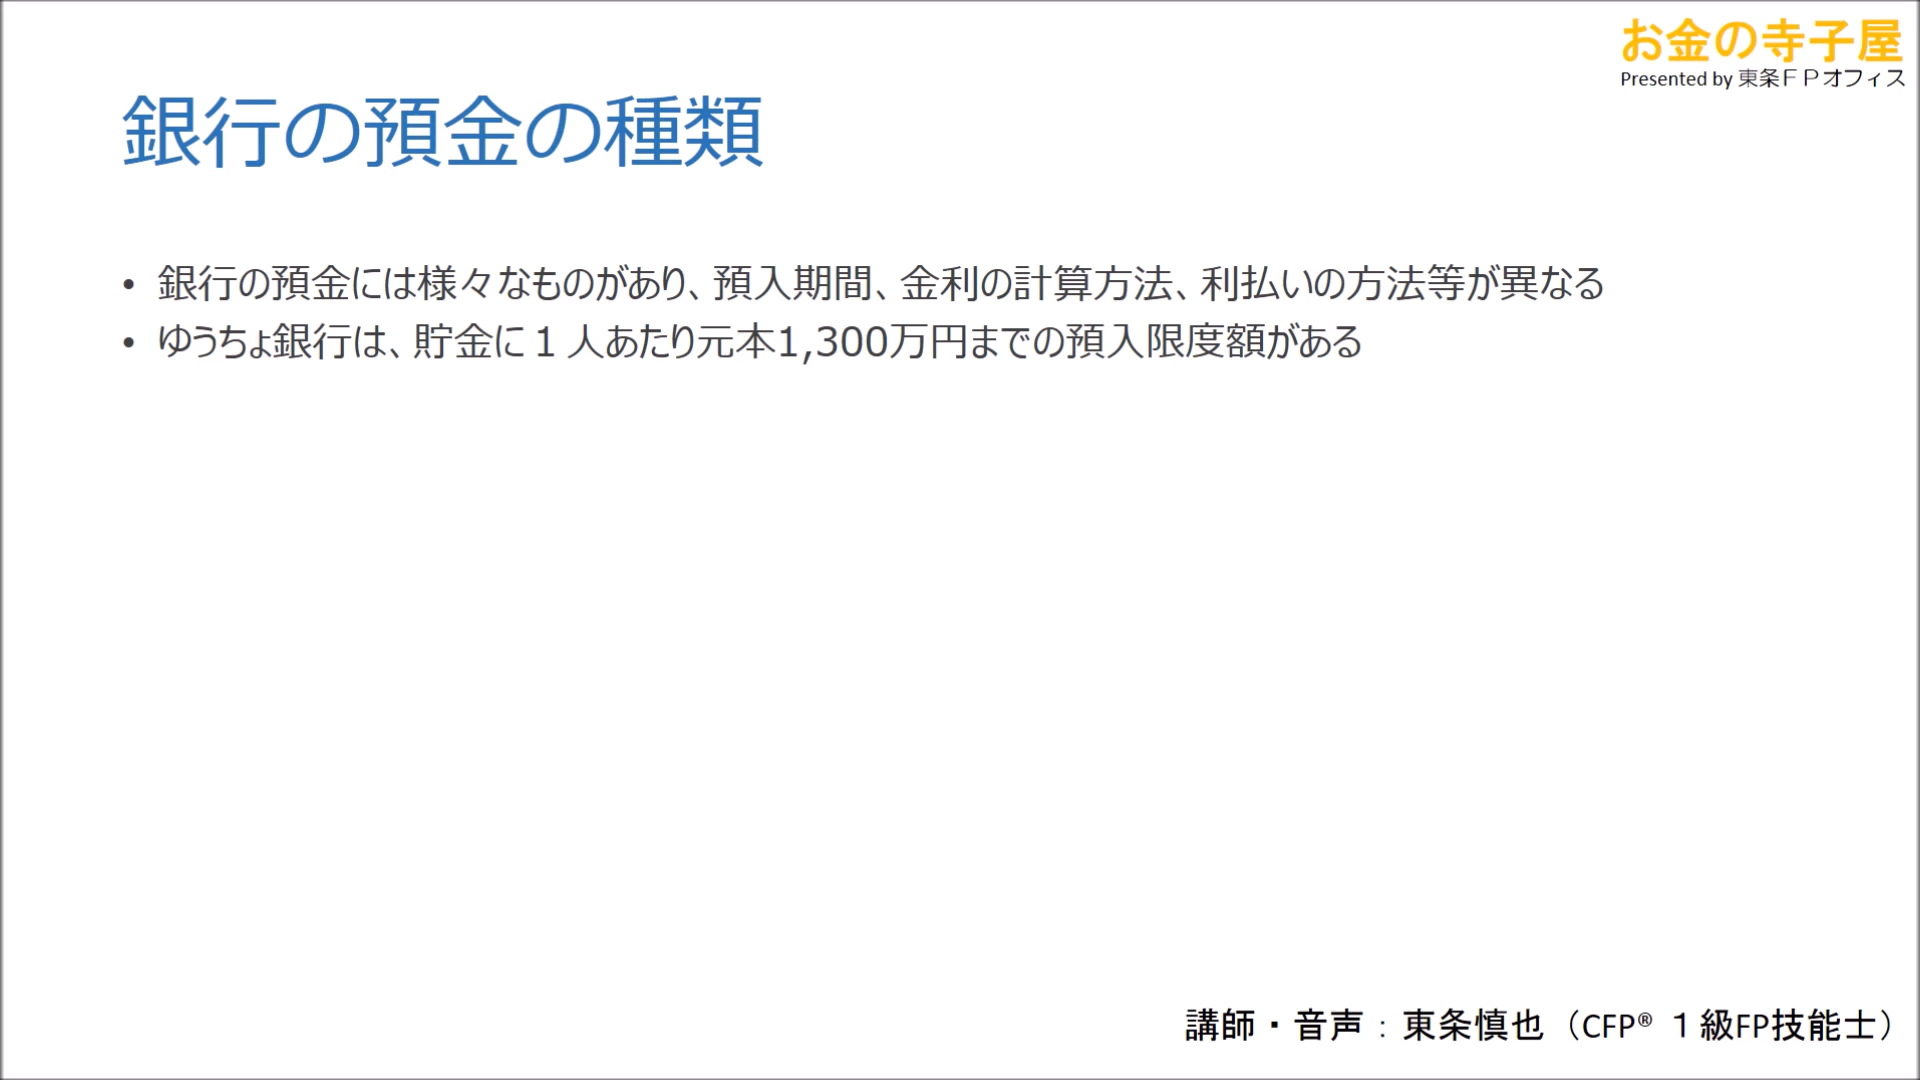 お金の寺子屋
Presented by 東条ＦＰオフィス
銀行の預金の種類
• 銀行の預金には様々なものがあり、預入期間、金利の計算方法、利払いの方法等が異なる
• ゆうちょ銀行は、貯金に１人あたり元本1,300万円までの預入限度額がある
講師・音声：東条慎也（CFP® １級FP技能士）